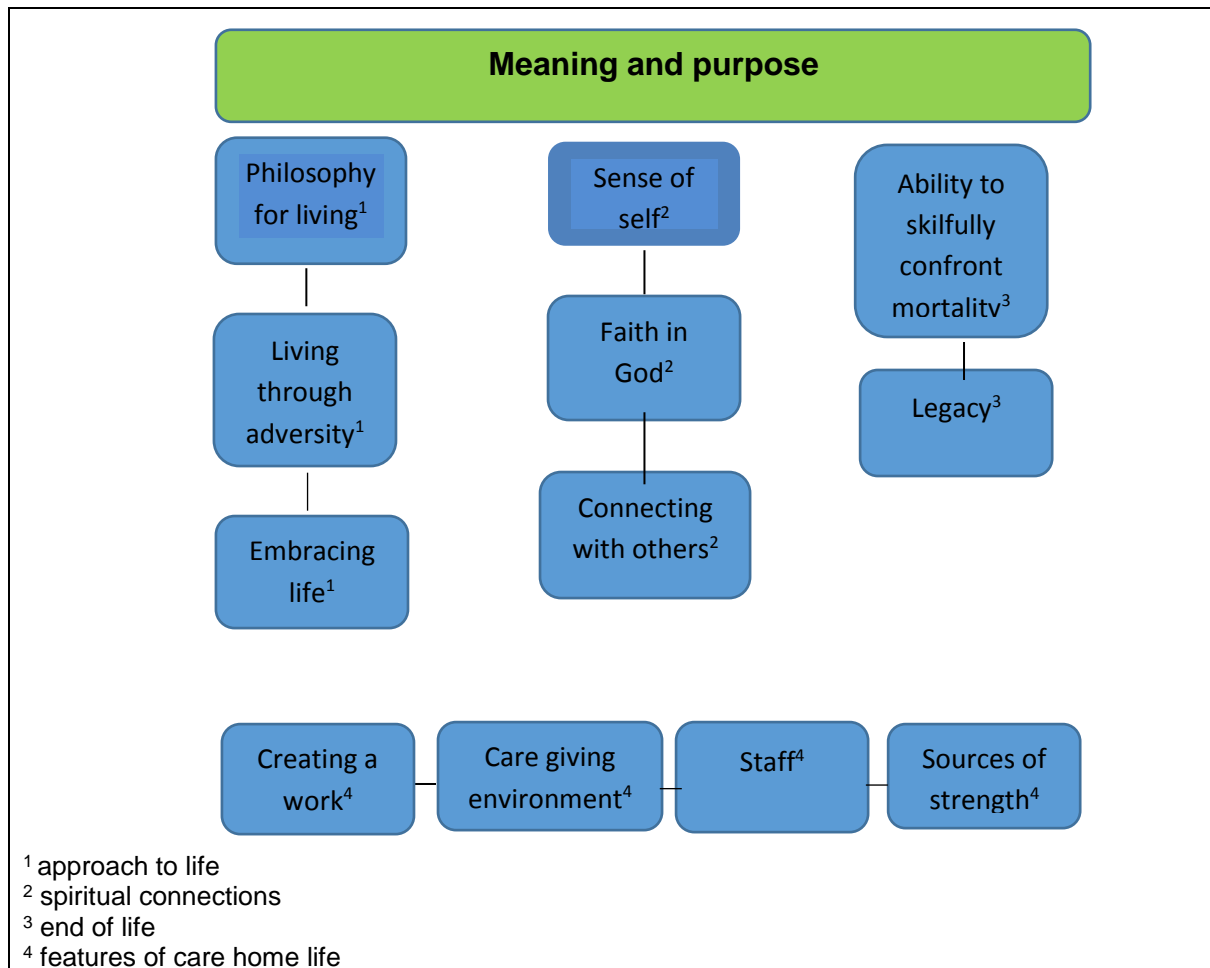 Meaning and purpose
Philosophy
for living¹
Living
through
adversity¹
Embracing
life¹
Sense of
self²
Faith in
God²
Connecting
with others²
Ability to
skilfully
confront
mortality³
Legacy³
Creating a
work⁴
Care giving
environment⁴
Staff⁴
Sources of
strength⁴
¹ approach to life
² spiritual connections
³ end of life
⁴ features of care home life